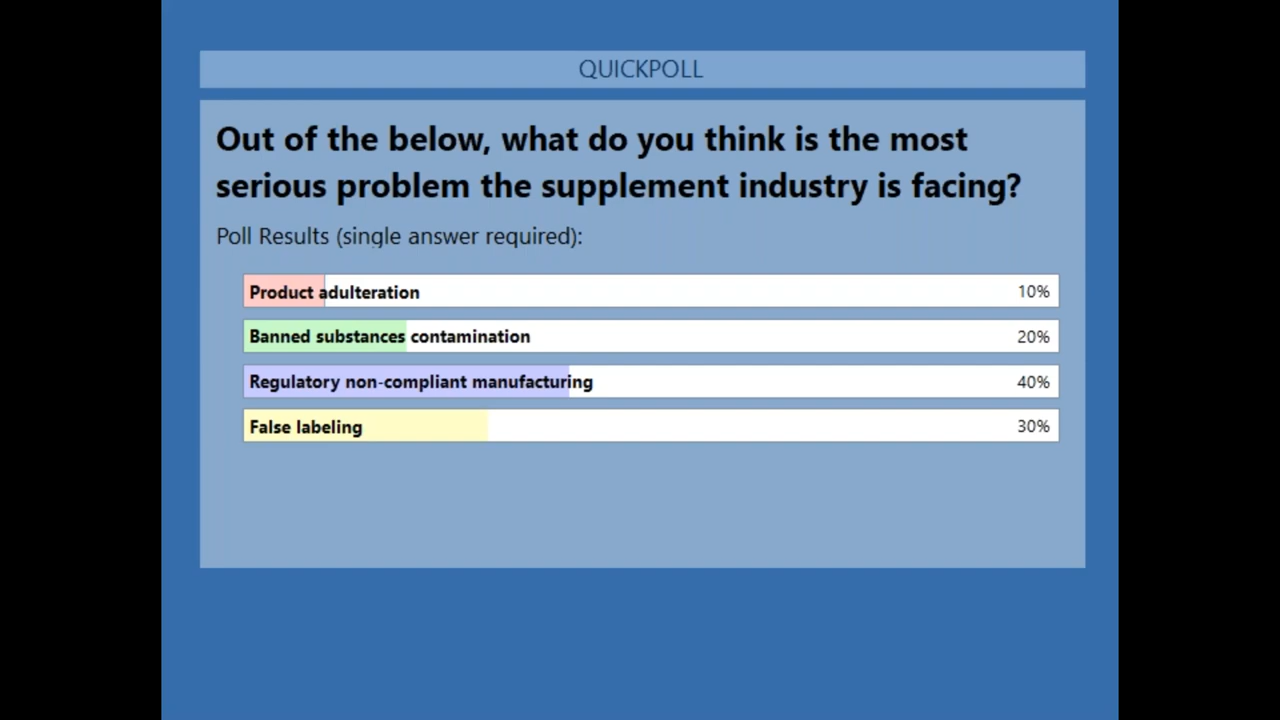 QUICKPOLL
Out of the below, what do you think is the most
serious problem the supplement industry is facing?
Poll Results (single answer required):
Product adulteration 10%
Banned substances contamination 20%
Regulatory non-compliant manufacturing 40%
False labeling 30%